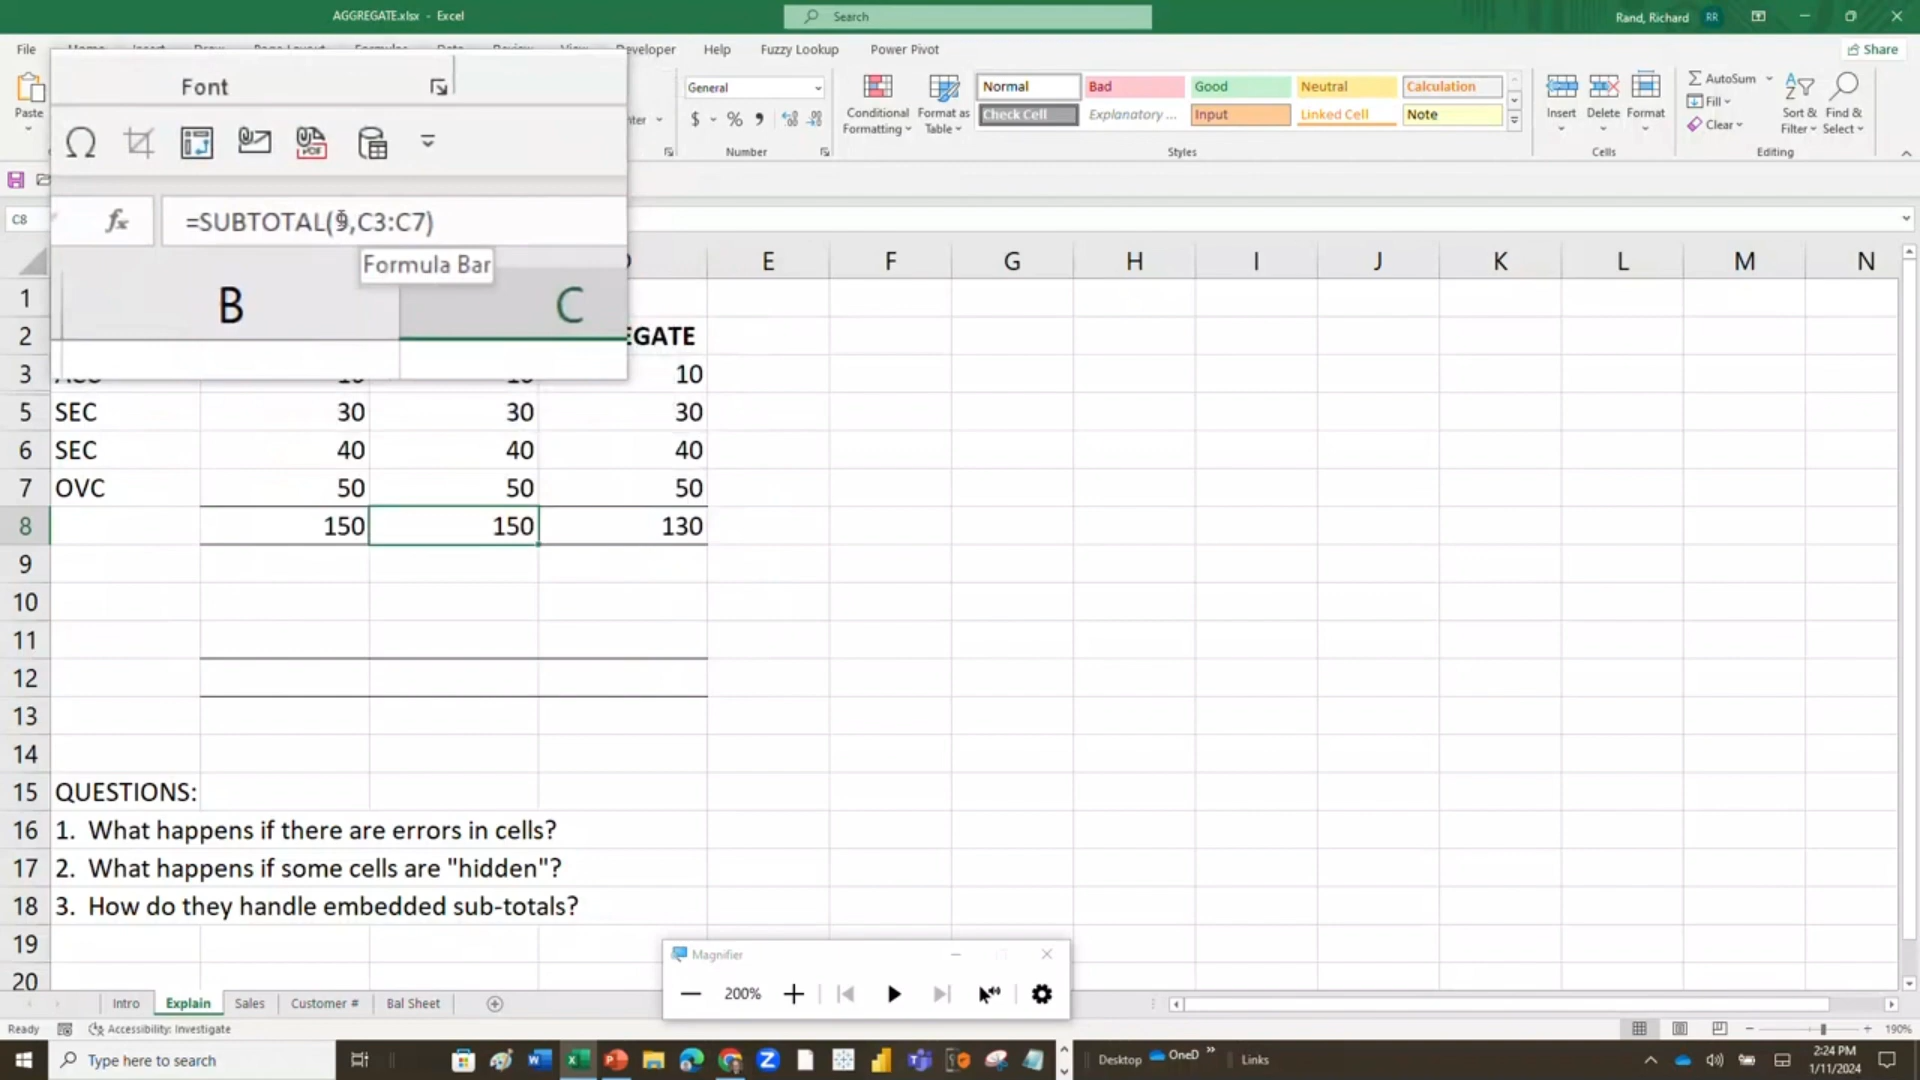 AGGREGATE.xlsx - Excel
Search
Rand, Richard RR
File
Developer Help Fuzzy Lookup Power Pivot
Share
Paste
Font
General
Normal Bad Good Neutral Calculation
Check Cell Explanatory ... Input Linked Cell Note
Conditional Formatting
Format as Table
Insert Delete Format
AutoSum
Fill
Clear
Sort & Filter
Find & Select
Number Styles Cells Editing
C8
fx =SUBTOTAL(9,C3:C7)
Formula Bar
B C
E F G H I J K L M N
1
2 EGATE
3 10
5 SEC 30 30 30
6 SEC 40 40 40
7 OVC 50 50 50
8 150 150 130
9
10
11
12
13
14
15 QUESTIONS:
16 1. What happens if there are errors in cells?
17 2. What happens if some cells are "hidden"?
18 3. How do they handle embedded sub-totals?
19
20
Magnifier
200%
Intro Explain Sales Customer # Bal Sheet
Ready Accessibility: Investigate
190%
Type here to search
Desktop OneD » Links
2:24 PM
1/11/2024